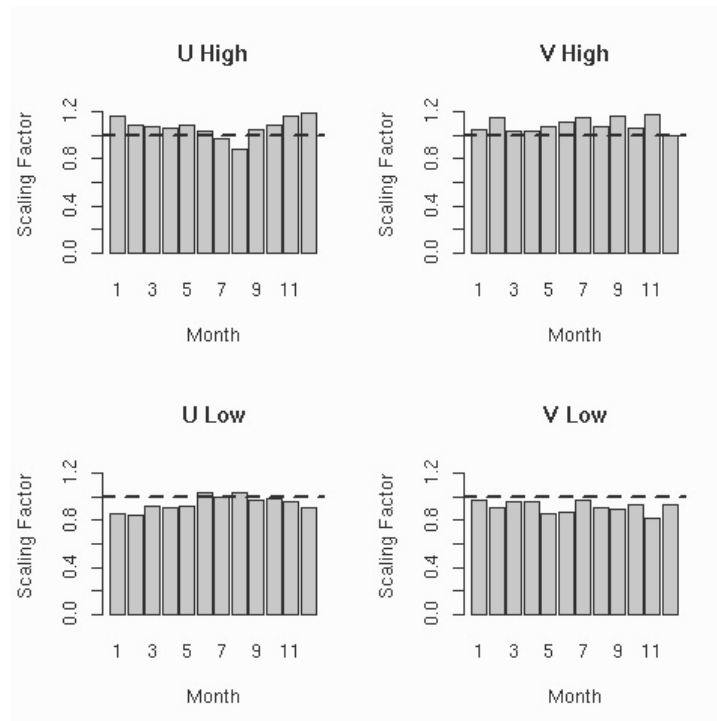 U High
Scaling Factor
0.0 0.4 0.8 1.2
1 3 5 7 9 11
Month
V High
Scaling Factor
0.0 0.4 0.8 1.2
1 3 5 7 9 11
Month
U Low
Scaling Factor
0.0 0.4 0.8 1.2
1 3 5 7 9 11
Month
V Low
Scaling Factor
0.0 0.4 0.8 1.2
1 3 5 7 9 11
Month